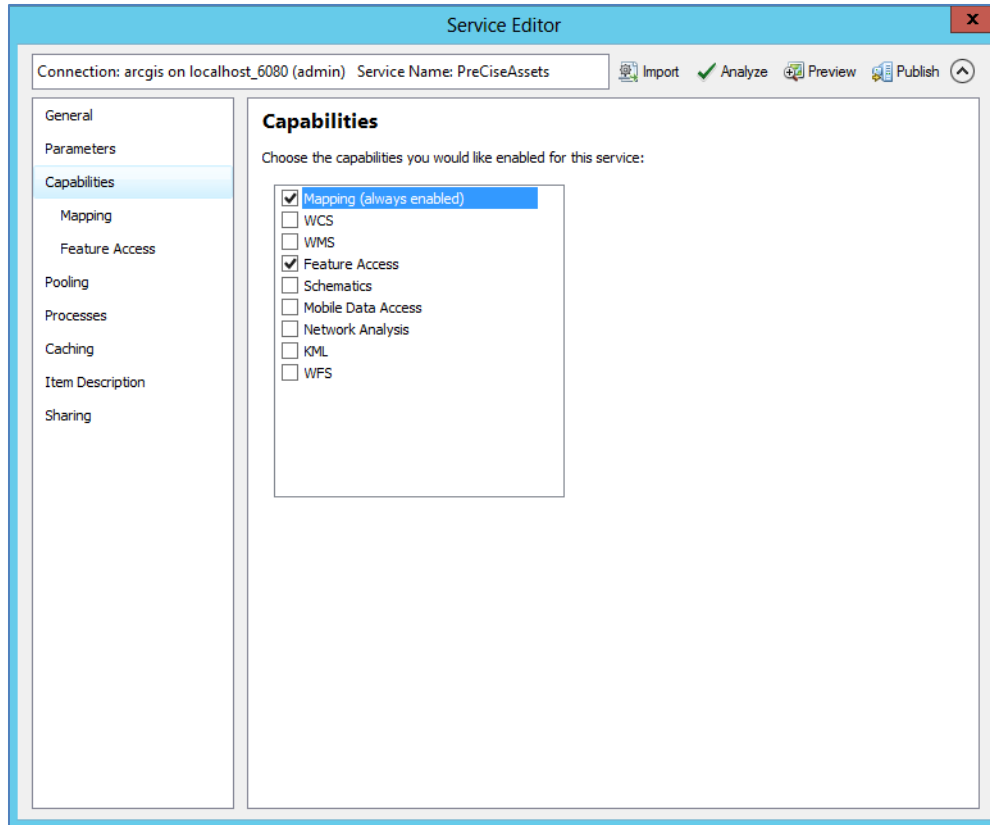 Service Editor
x
Connection: arcgis on localhost_6080 (admin) Service Name: PreCiseAssets
Import
Analyze
Preview
Publish
General
Parameters
Capabilities
Mapping
Feature Access
Pooling
Processes
Caching
Item Description
Sharing
Capabilities
Choose the capabilities you would like enabled for this service:
Mapping (always enabled)
WCS
WMS
Feature Access
Schematics
Mobile Data Access
Network Analysis
KML
WFS